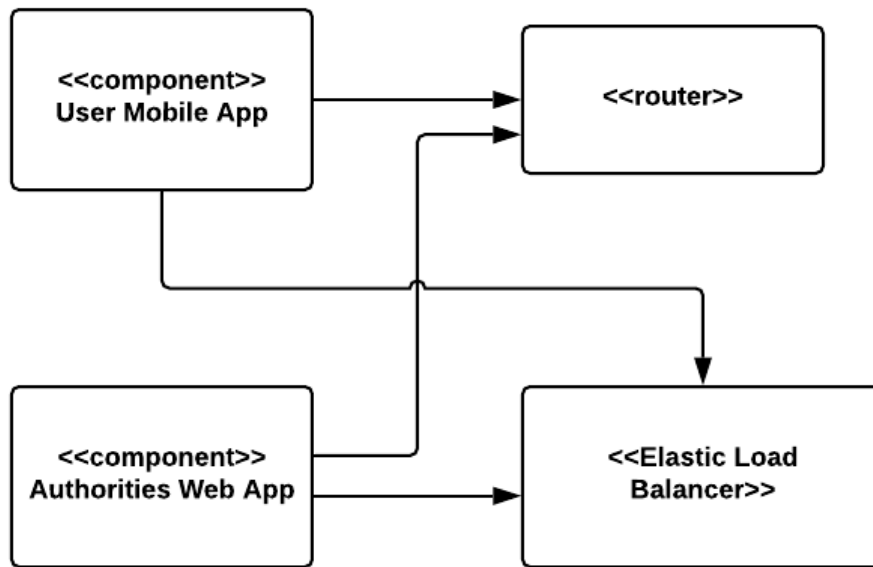 <<component>>
User Mobile App
<<router>>
<<component>>
Authorities Web App
<<Elastic Load
Balancer>>